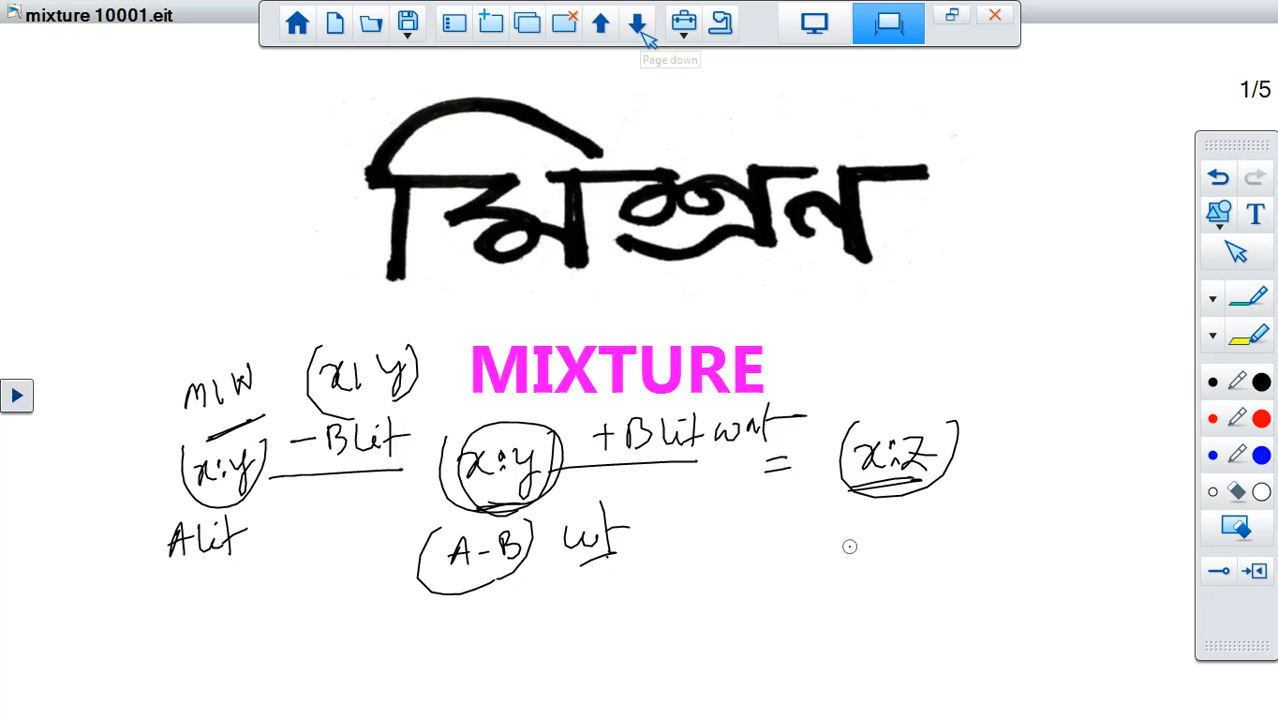 mixture 10001.eit
Page down
1/5
মিশ্রন
MIXTURE
M/W (x, y)
(x:y) -B lit (x:y) +B lit wat = (x:z)
A lit (A-B) wt
T